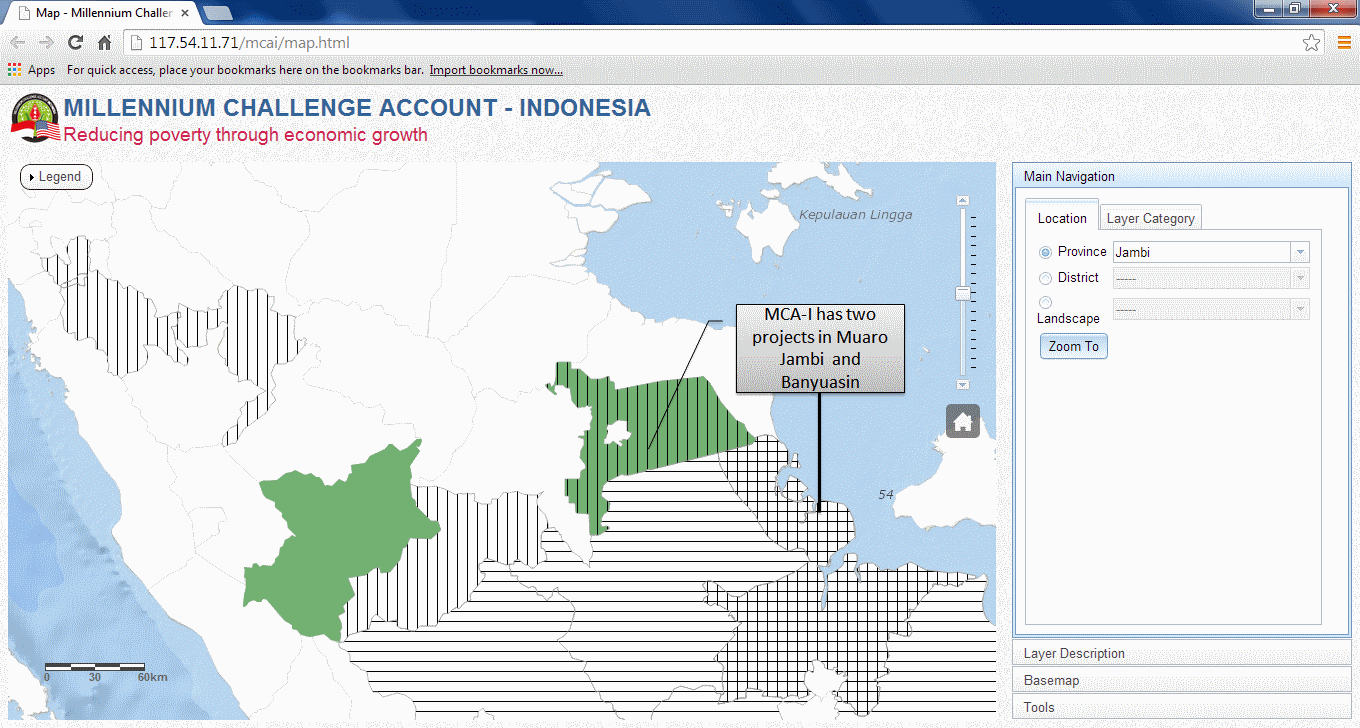 Map - Millennium Challer
117.54.11.71/mcai/map.html
Apps For quick access, place your bookmarks here on the bookmarks bar. Import bookmarks now...
MILLENNIUM CHALLENGE ACCOUNT - INDONESIA
Reducing poverty through economic growth
Legend
Kepulauan Lingga
MCA-I has two
projects in Muaro
Jambi and
Banyuasin
54
0 30 60km
Main Navigation
Location Layer Category
Province Jambi
District -----
Landscape -----
Zoom To
Layer Description
Basemap
Tools